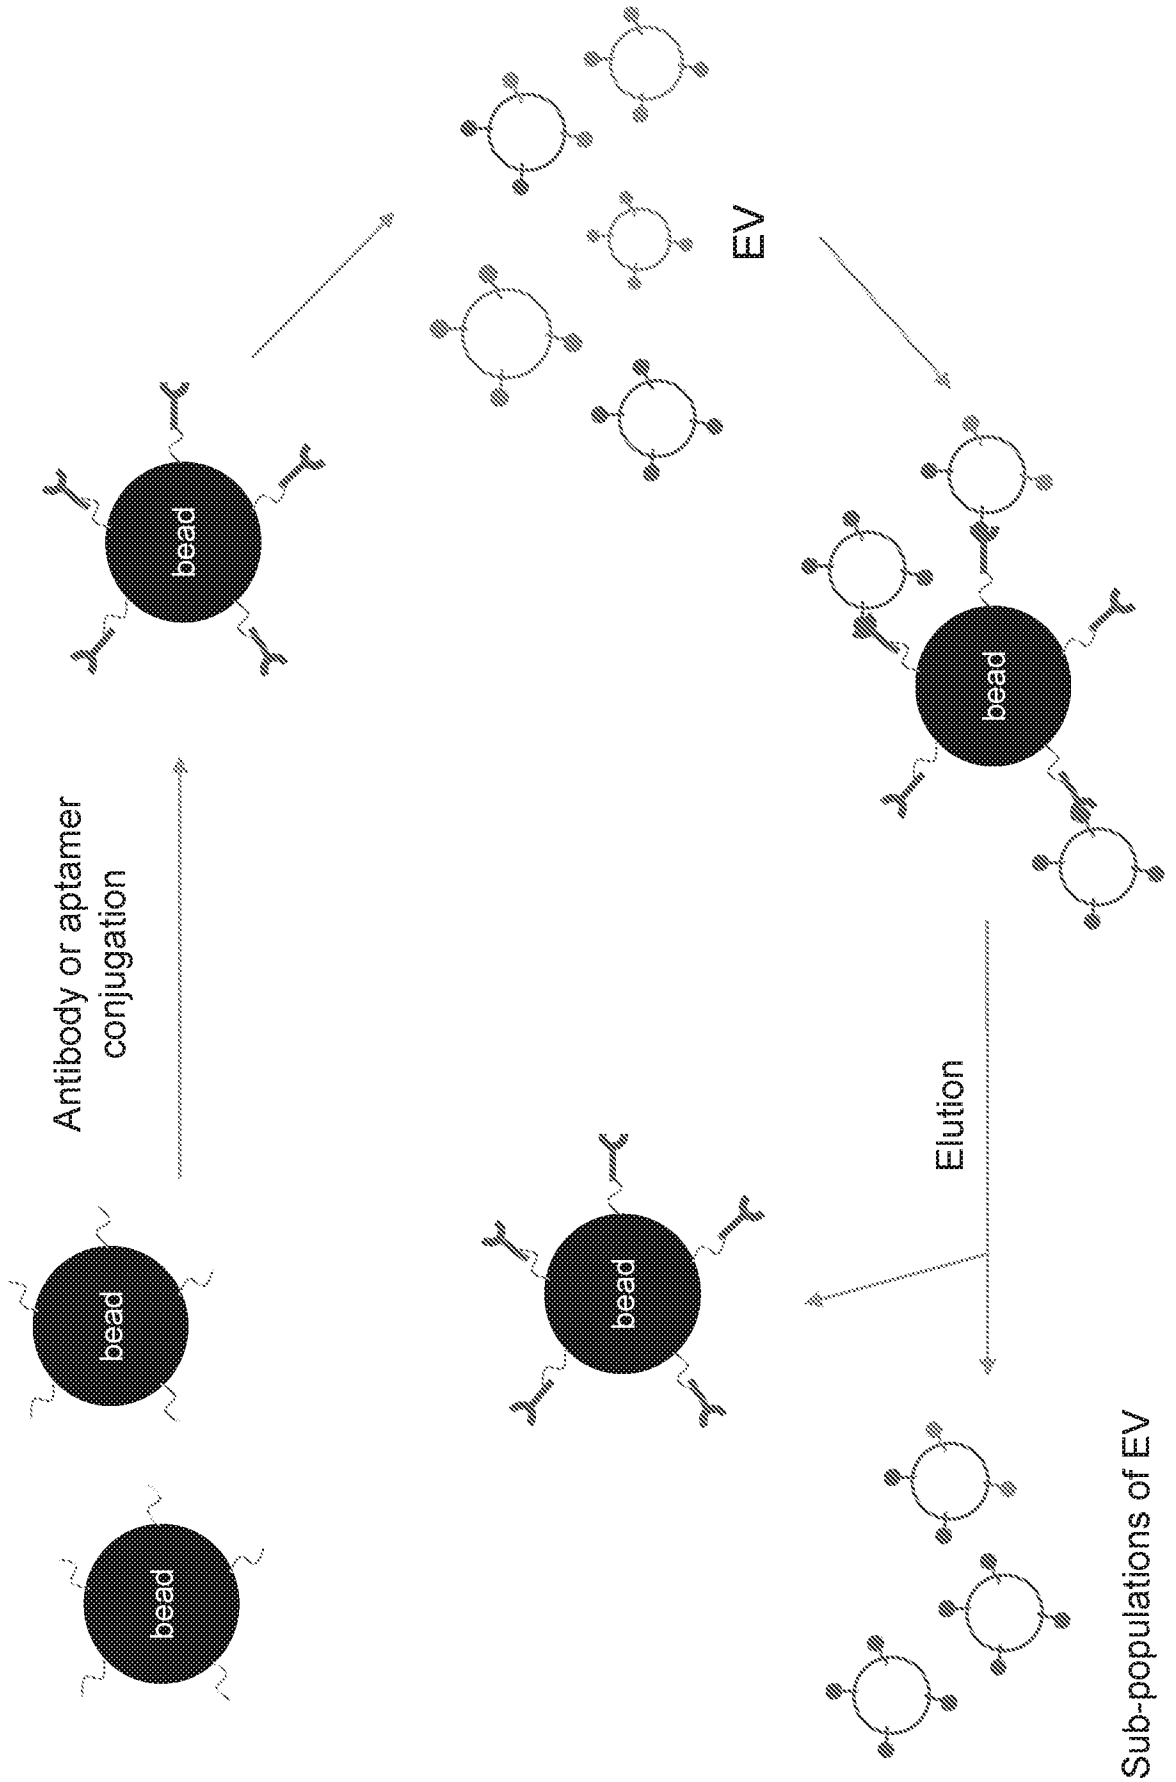 bead
bead
Antibody or aptamer
conjugation
bead
EV
bead
Elution
bead
Sub-populations of EV